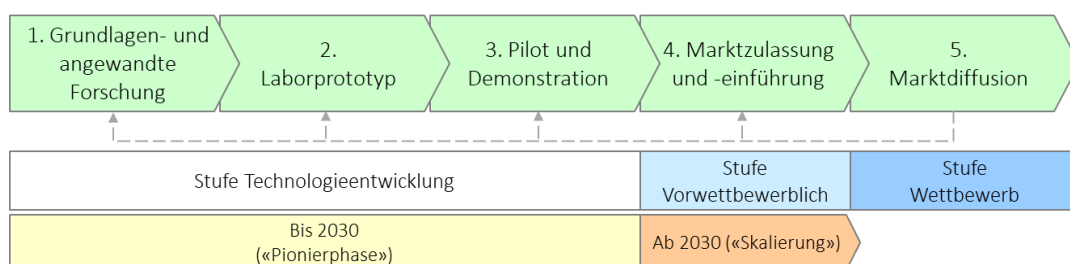 1. Grundlagen- und
angewandte
Forschung
2.
Laborprototyp
3. Pilot und
Demonstration
4. Marktzulassung
und -einführung
5.
Marktdiffusion
Stufe Technologieentwicklung
Stufe
Vorwettbewerblich
Stufe
Wettbewerb
Bis 2030
(«Pionierphase»)
Ab 2030 («Skalierung»)